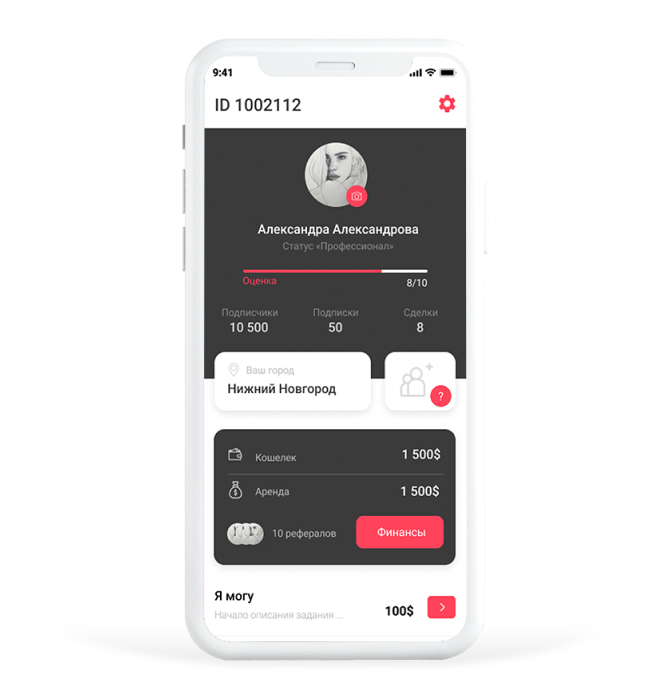 9:41
ID 1002112
Александра Александрова
Статус «Профессионал»
Оценка 8/10
Подписчики Подписки Сделки
10 500 50 8
Ваш город
Нижний Новгород
?
Кошелек 1 500$
Аренда 1 500$
10 рефералов Финансы
Я могу
Начало описания задания ... 100$